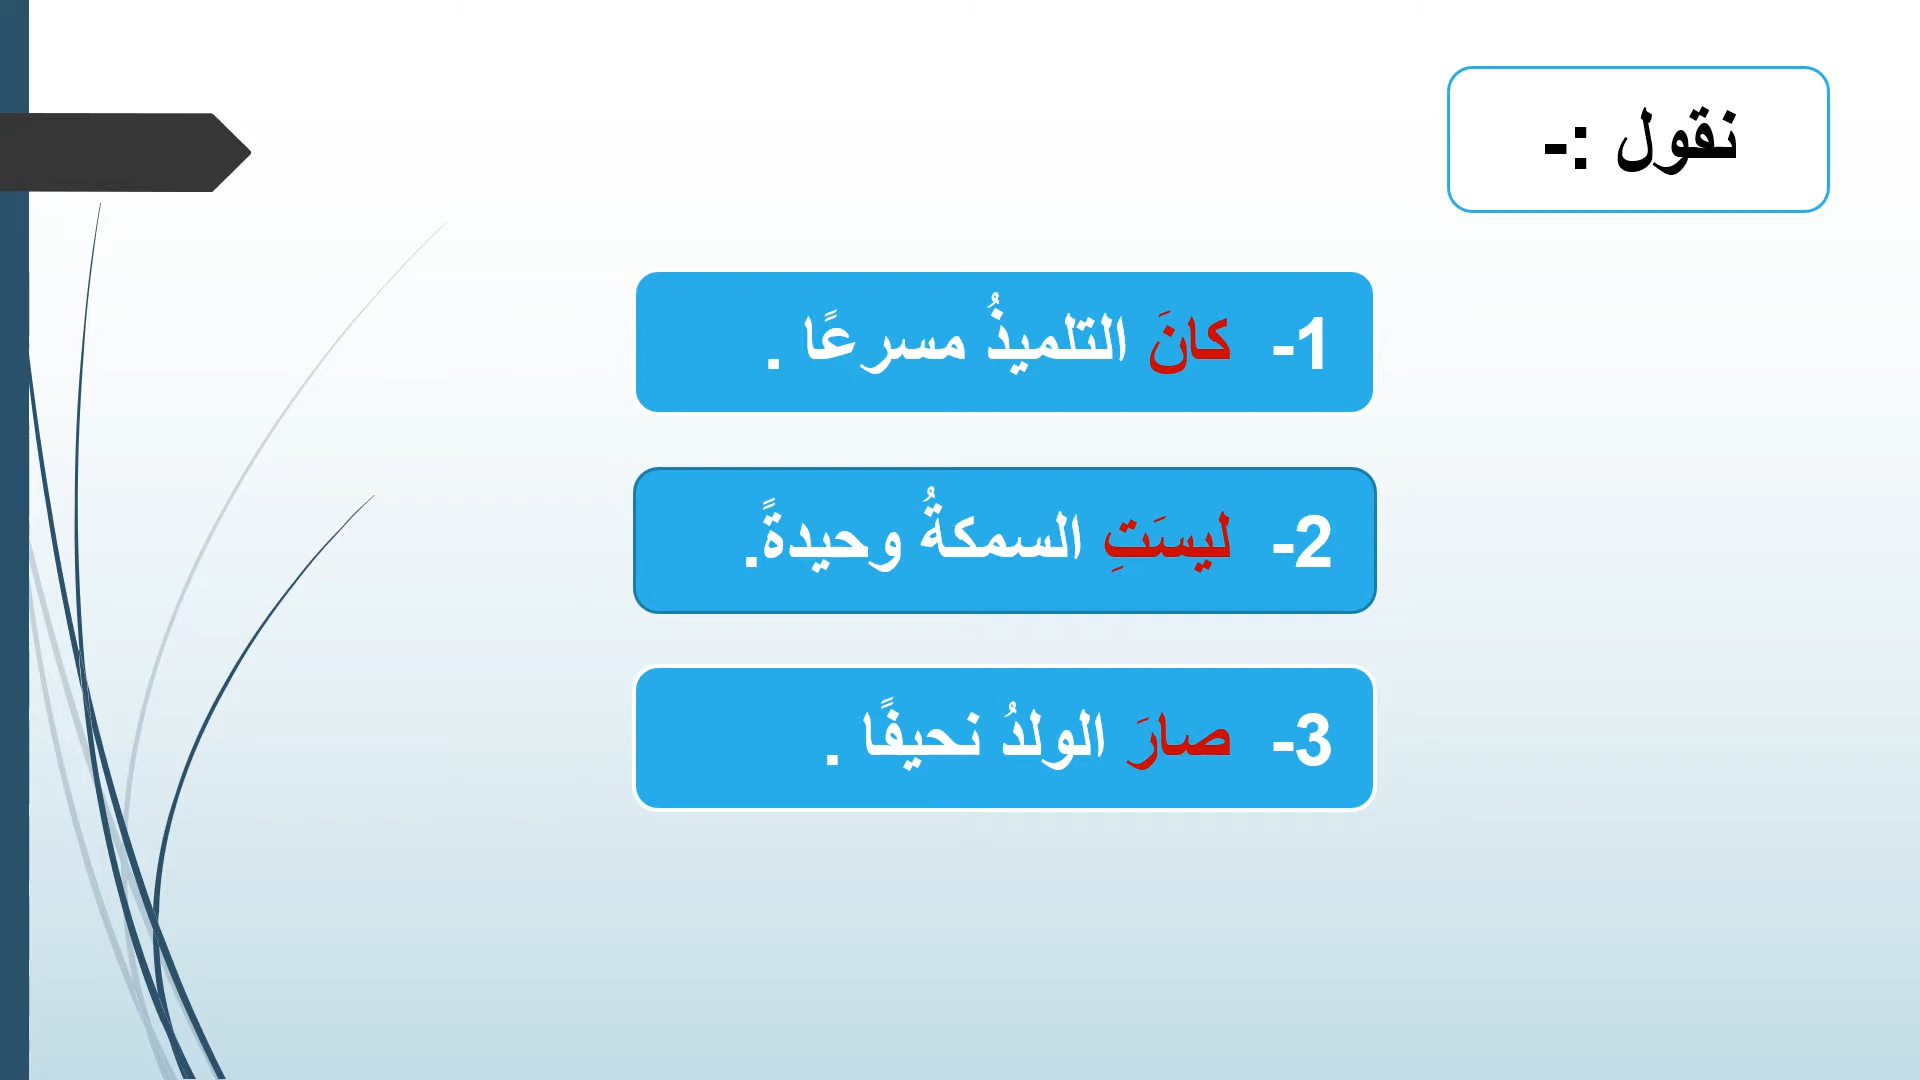 نقول :-
1- كانَ التلميذُ مسرعًا .
2- ليسَتِ السمكةُ وحيدةً.
3- صارَ الولدُ نحيفًا .